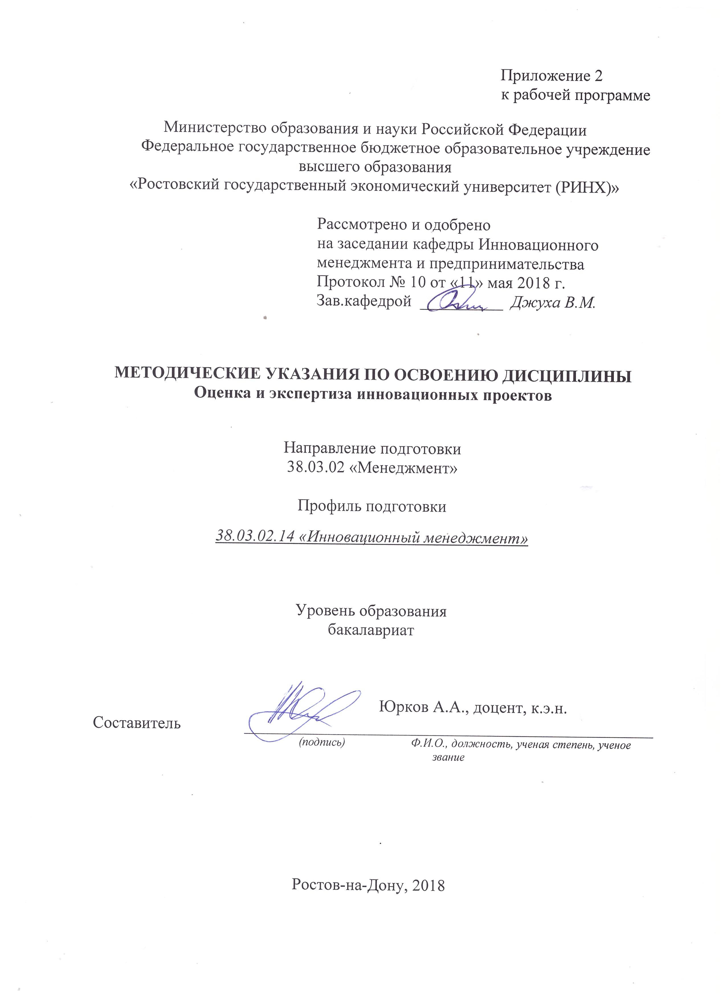 Приложение 2
к рабочей программе
Министерство образования и науки Российской Федерации
Федеральное государственное бюджетное образовательное учреждение
высшего образования
«Ростовский государственный экономический университет (РИНХ)»
Рассмотрено и одобрено
на заседании кафедры Инновационного
менеджмента и предпринимательства
Протокол № 10 от «11» мая 2018 г.
Зав.кафедрой Джуха В.М.
МЕТОДИЧЕСКИЕ УКАЗАНИЯ ПО ОСВОЕНИЮ ДИСЦИПЛИНЫ
Оценка и экспертиза инновационных проектов
Направление подготовки
38.03.02 «Менеджмент»
Профиль подготовки
38.03.02.14 «Инновационный менеджмент»
Уровень образования
бакалавриат
Юрков А.А., доцент, к.э.н.
Составитель
(подпись) Ф.И.О., должность, ученая степень, ученое
звание
Ростов-на-Дону, 2018